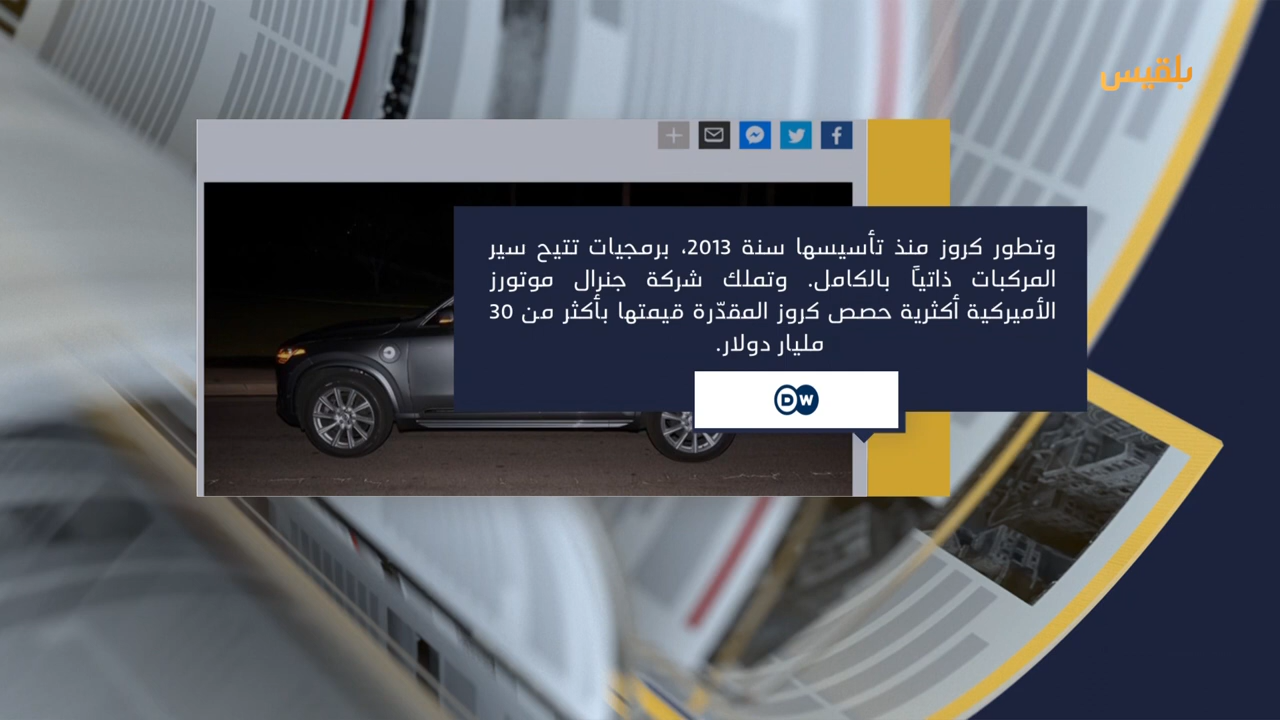 بلقيس
وتطور كروز منذ تأسيسها سنة 2013، برمجيات تتيح سير
المركبات ذاتياً بالكامل. وتملك شركة جنرال موتورز
الأميركية أكثرية حصص كروز المقدّرة قيمتها بأكثر من 30
مليار دولار.
DW